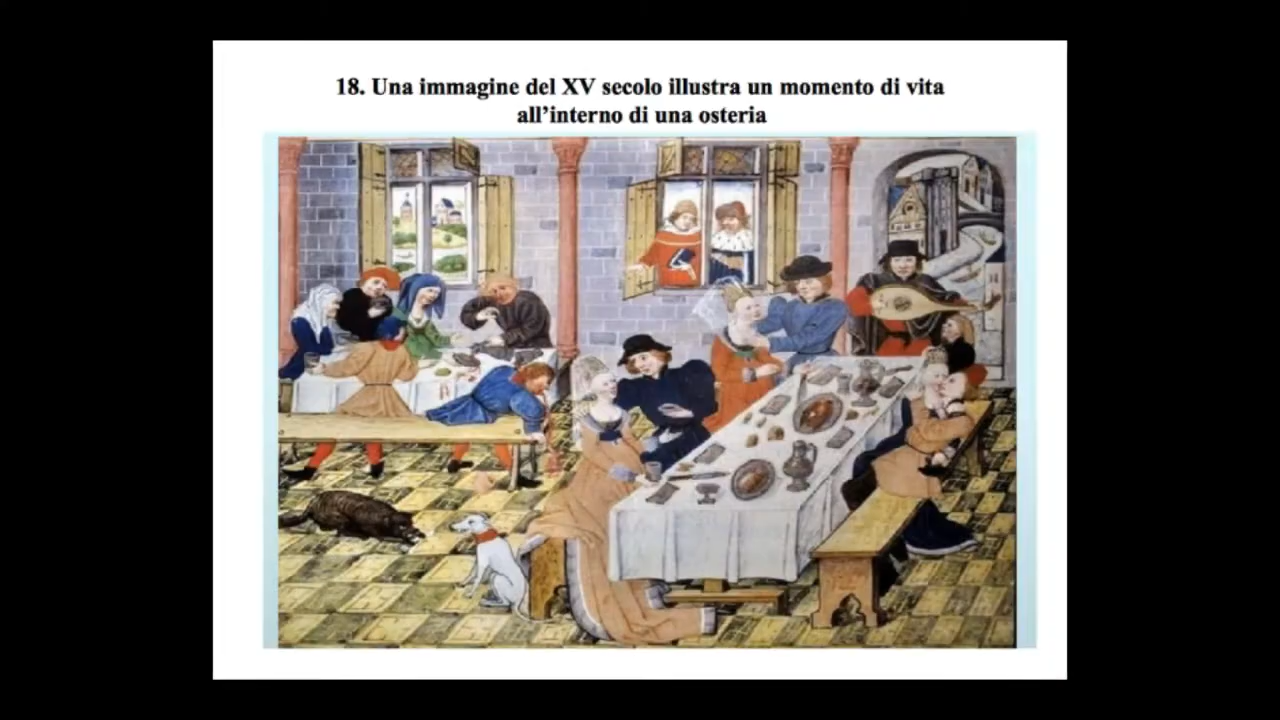 18. Una immagine del XV secolo illustra un momento di vita
all’interno di una osteria